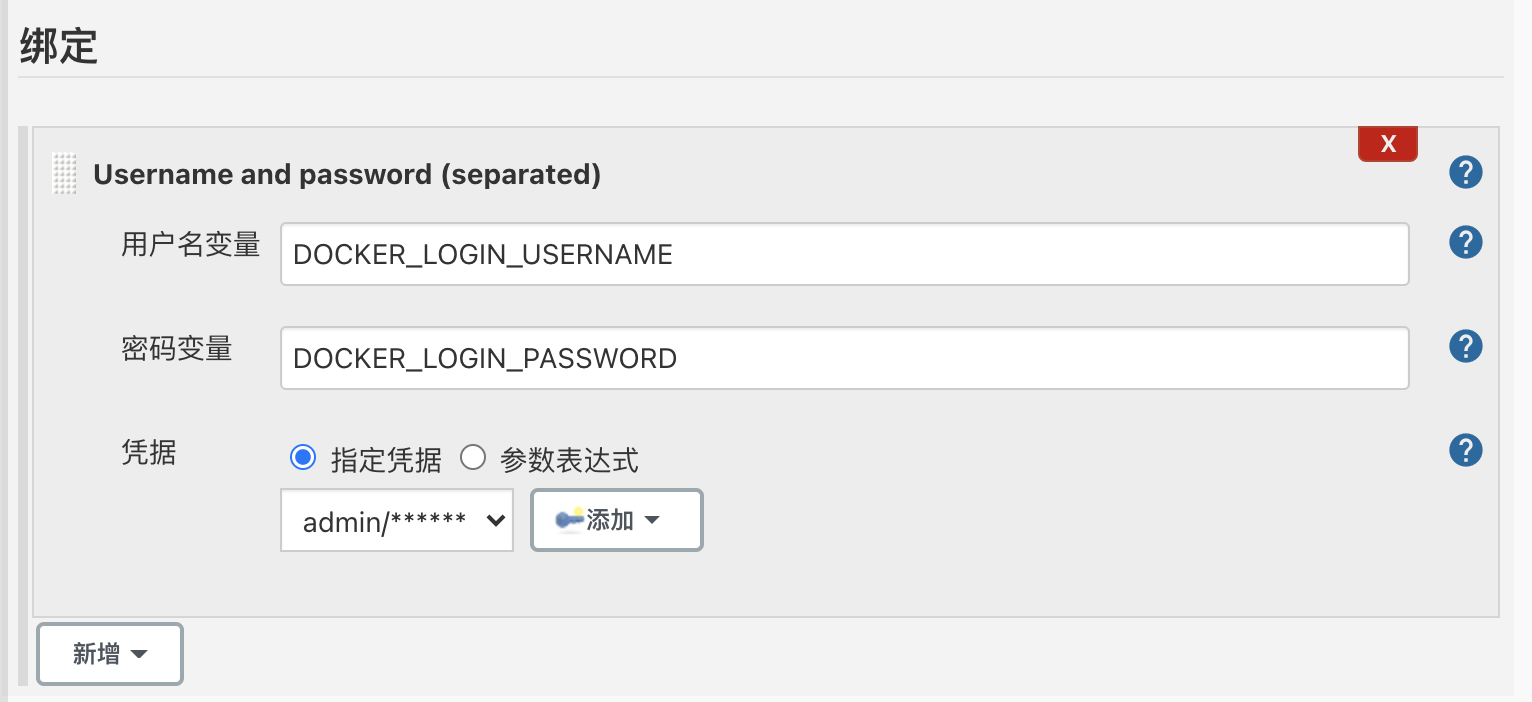 绑定
X
Username and password (separated)
?
用户名变量 DOCKER_LOGIN_USERNAME
?
密码变量 DOCKER_LOGIN_PASSWORD
?
凭据 指定凭据 参数表达式
?
admin/****** 添加
新增